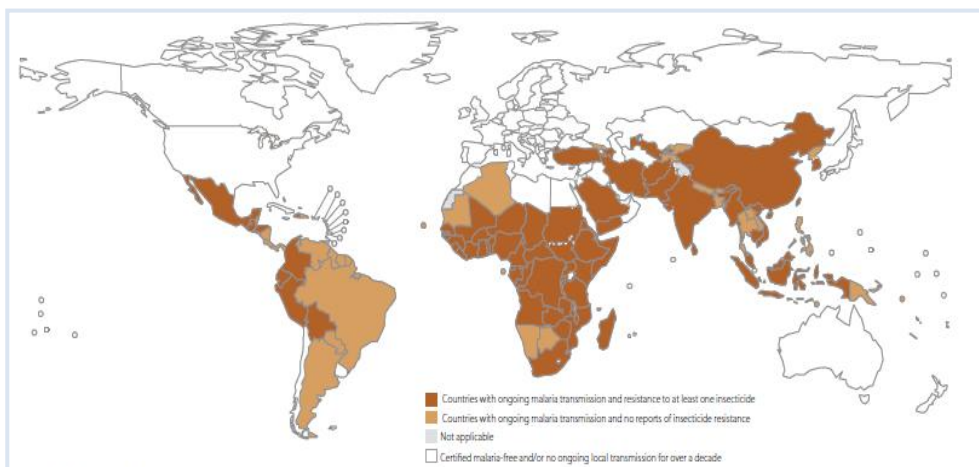 Countries with ongoing malaria transmission and resistance to at least one insecticide
Countries with ongoing malaria transmission and no reports of insecticide resistance
Not applicable
Certified malaria-free and/or no ongoing local transmission for over a decade